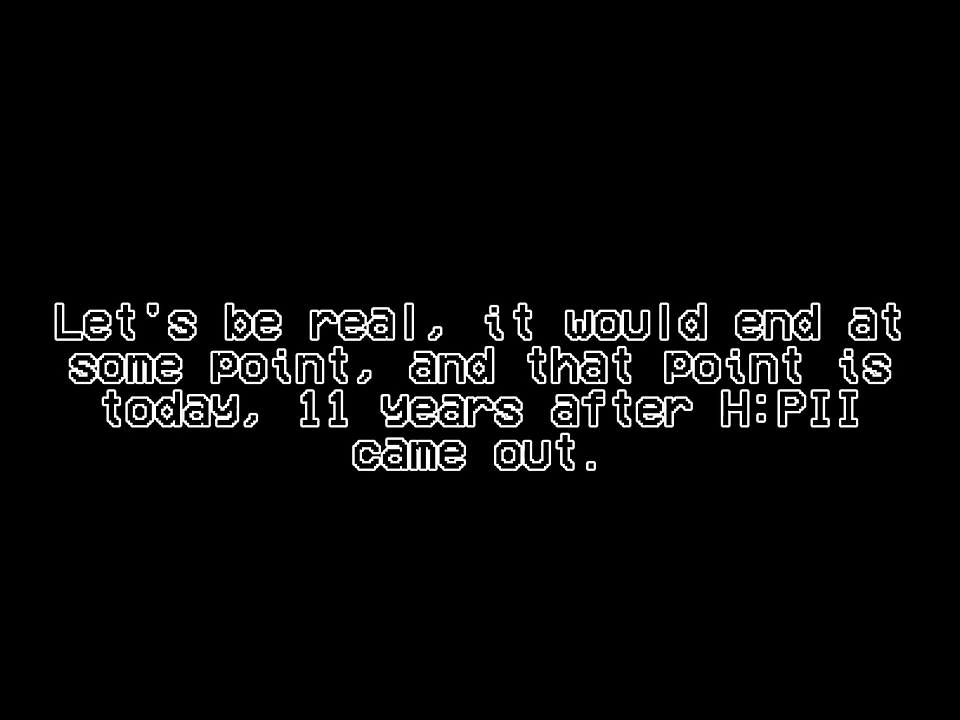 Let's be real, it would end at
some point, and that point is
today, 11 years after H:PII
came out.